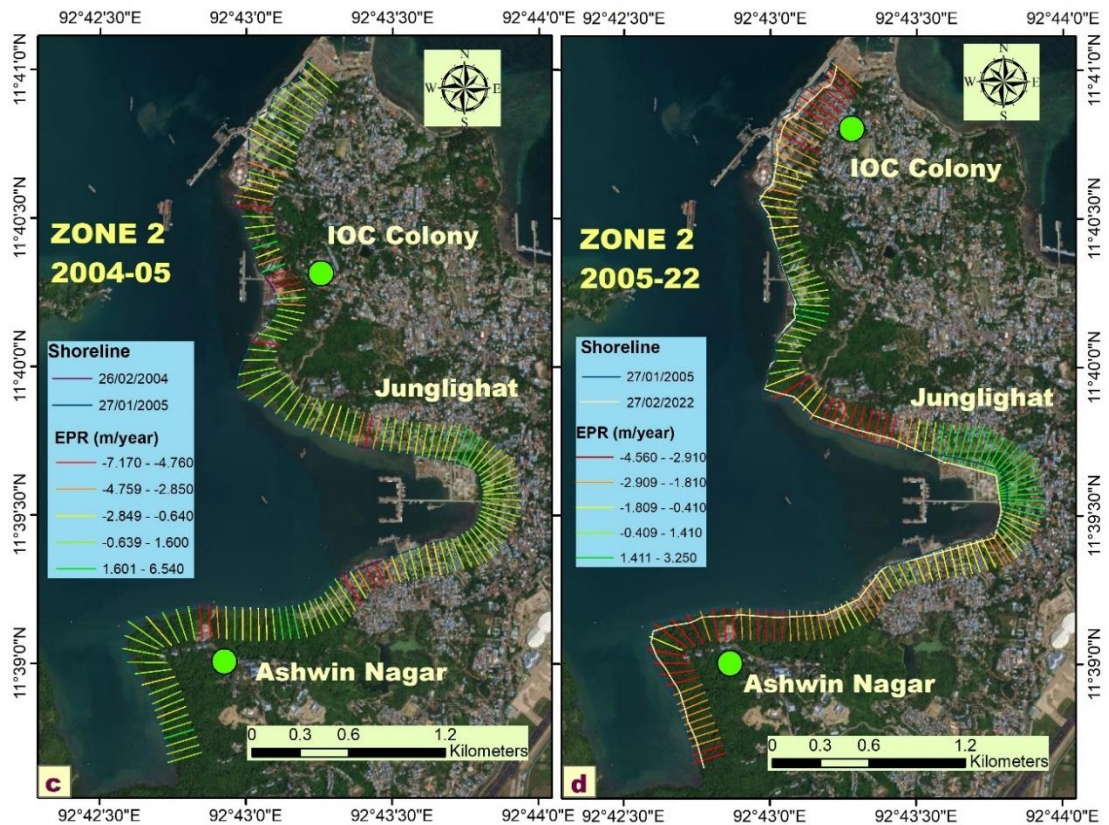 92°42'30"E 92°43'0"E 92°43'30"E 92°44'0"E
11°41'0"N
11°40'30"N
11°40'0"N
11°39'30"N
11°39'0"N
N
W E
S
IOC Colony
ZONE 2
2004-05
Shoreline
26/02/2004
27/01/2005
EPR (m/year)
-7.170 - -4.760
-4.759 - -2.850
-2.849 - -0.640
-0.639 - 1.600
1.601 - 6.540
Junglighat
Ashwin Nagar
0 0.3 0.6 1.2
Kilometers
c
92°42'30"E 92°43'0"E 92°43'30"E 92°44'0"E
92°42'30"E 92°43'0"E 92°43'30"E 92°44'0"E
N
W E
S
IOC Colony
ZONE 2
2005-22
Shoreline
27/01/2005
27/02/2022
EPR (m/year)
-4.560 - -2.910
-2.909 - -1.810
-1.809 - -0.410
-0.409 - 1.410
1.411 - 3.250
Junglighat
Ashwin Nagar
0 0.3 0.6 1.2
Kilometers
d
11°41'0"N
11°40'30"N
11°40'0"N
11°39'30"N
11°39'0"N
92°42'30"E 92°43'0"E 92°43'30"E 92°44'0"E